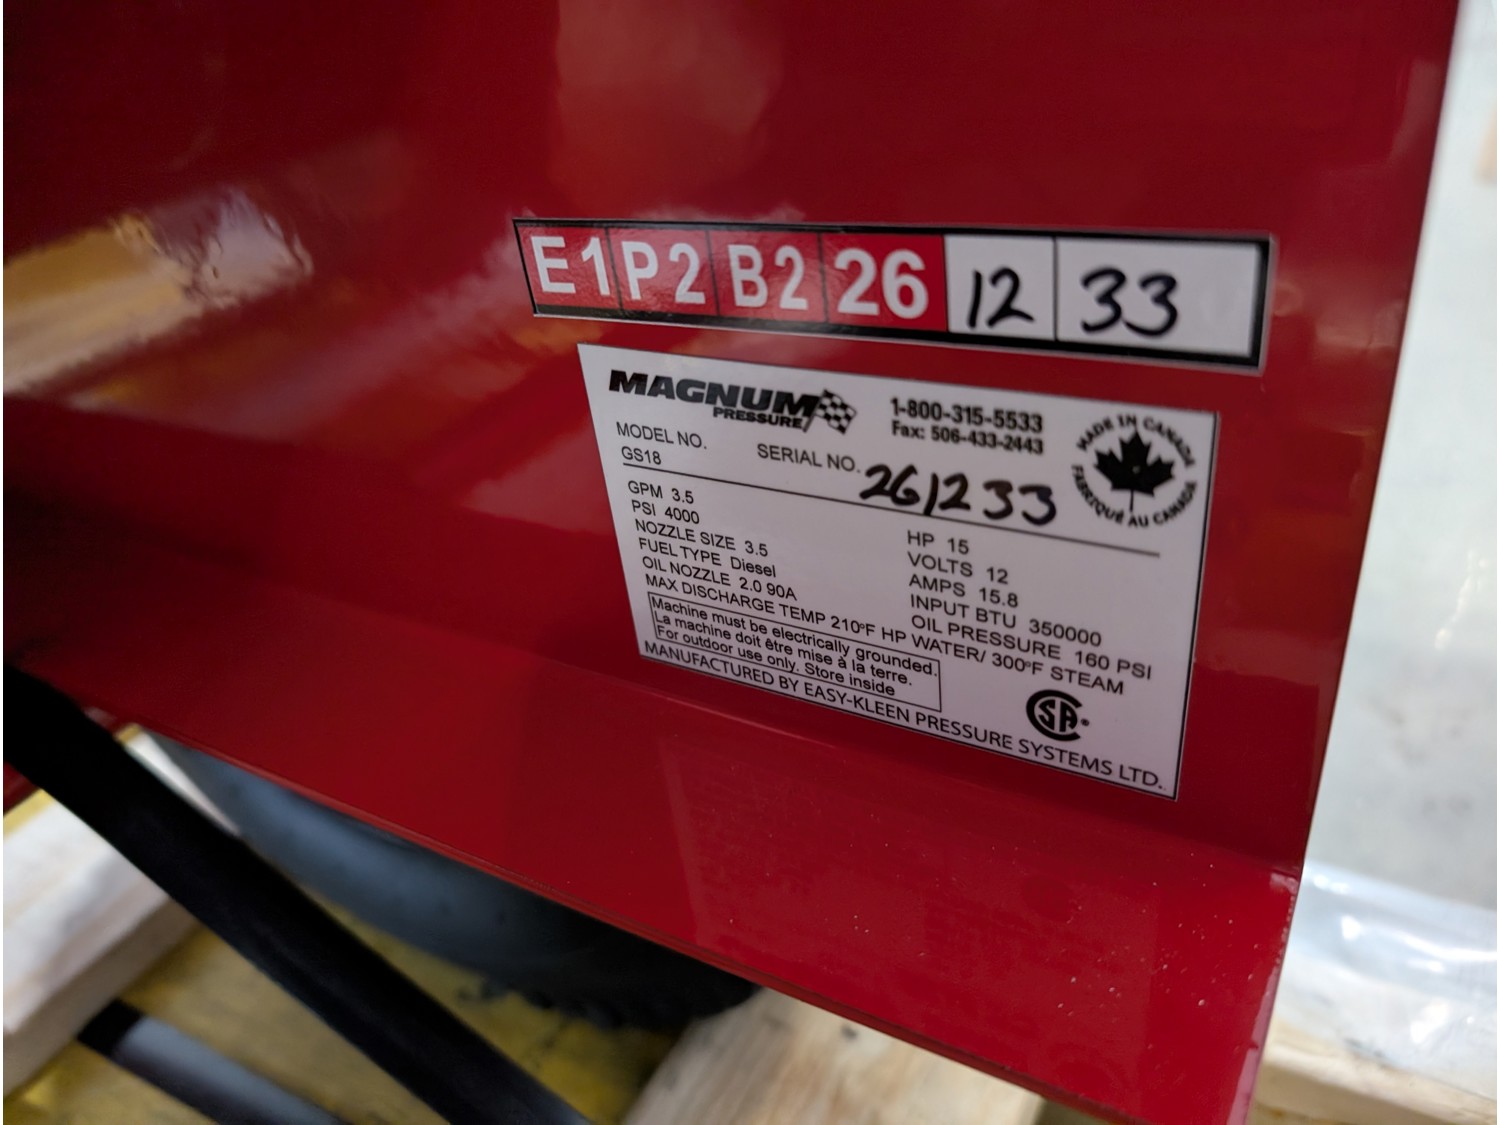 E1 P2 B2 26 12 33
MAGNUM
PRESSURE
1-800-315-5533
Fax: 506-433-2443
MADE IN CANADA
FABRIQUÉ AU CANADA
MODEL NO.
GS18
SERIAL NO. 261233
GPM 3.5
PSI 4000
NOZZLE SIZE 3.5
FUEL TYPE Diesel
OIL NOZZLE 2.0 90A
HP 15
VOLTS 12
AMPS 15.8
INPUT BTU 350000
OIL PRESSURE 160 PSI
MAX DISCHARGE TEMP 210°F HP WATER/ 300°F STEAM
Machine must be electrically grounded.
La machine doit être mise à la terre.
For outdoor use only. Store inside
CSA
MANUFACTURED BY EASY-KLEEN PRESSURE SYSTEMS LTD.